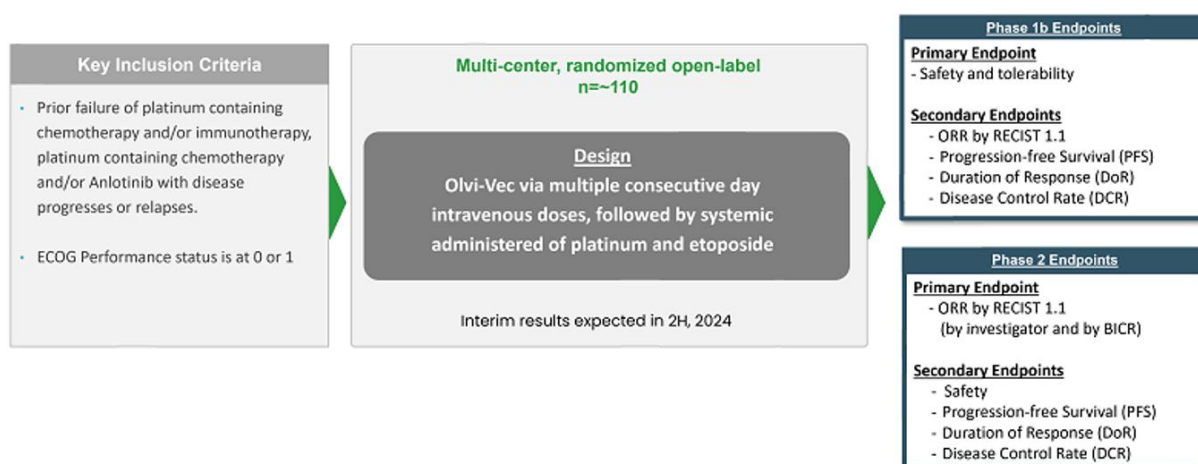 Key Inclusion Criteria
• Prior failure of platinum containing
chemotherapy and/or immunotherapy,
platinum containing chemotherapy
and/or Anlotinib with disease
progresses or relapses.
• ECOG Performance status is at 0 or 1
Multi-center, randomized open-label
n=~110
Design
Olvi-Vec via multiple consecutive day
intravenous doses, followed by systemic
administered of platinum and etoposide
Interim results expected in 2H, 2024
Phase 1b Endpoints
Primary Endpoint
- Safety and tolerability
Secondary Endpoints
- ORR by RECIST 1.1
- Progression-free Survival (PFS)
- Duration of Response (DoR)
- Disease Control Rate (DCR)
Phase 2 Endpoints
Primary Endpoint
- ORR by RECIST 1.1
(by investigator and by BICR)
Secondary Endpoints
- Safety
- Progression-free Survival (PFS)
- Duration of Response (DoR)
- Disease Control Rate (DCR)